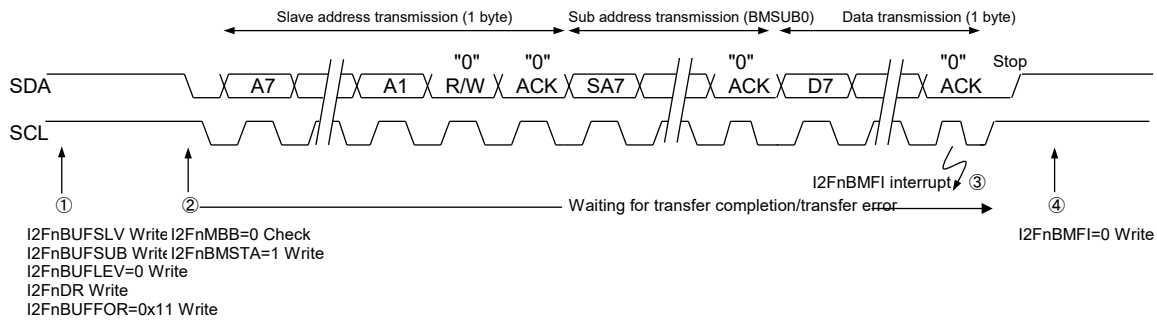 Slave address transmission (1 byte) Sub address transmission (BMSUB0) Data transmission (1 byte)
"0" "0" "0" "0" Stop
SDA A7 A1 R/W ACK SA7 ACK D7 ACK
SCL
I2FnBMFI interrupt ③
① ② Waiting for transfer completion/transfer error ④
I2FnBUFSLV Write I2FnMBB=0 Check I2FnBMFI=0 Write
I2FnBUFSUB Write I2FnBMSTA=1 Write
I2FnBUFLEV=0 Write
I2FnDR Write
I2FnBUFFOR=0x11 Write